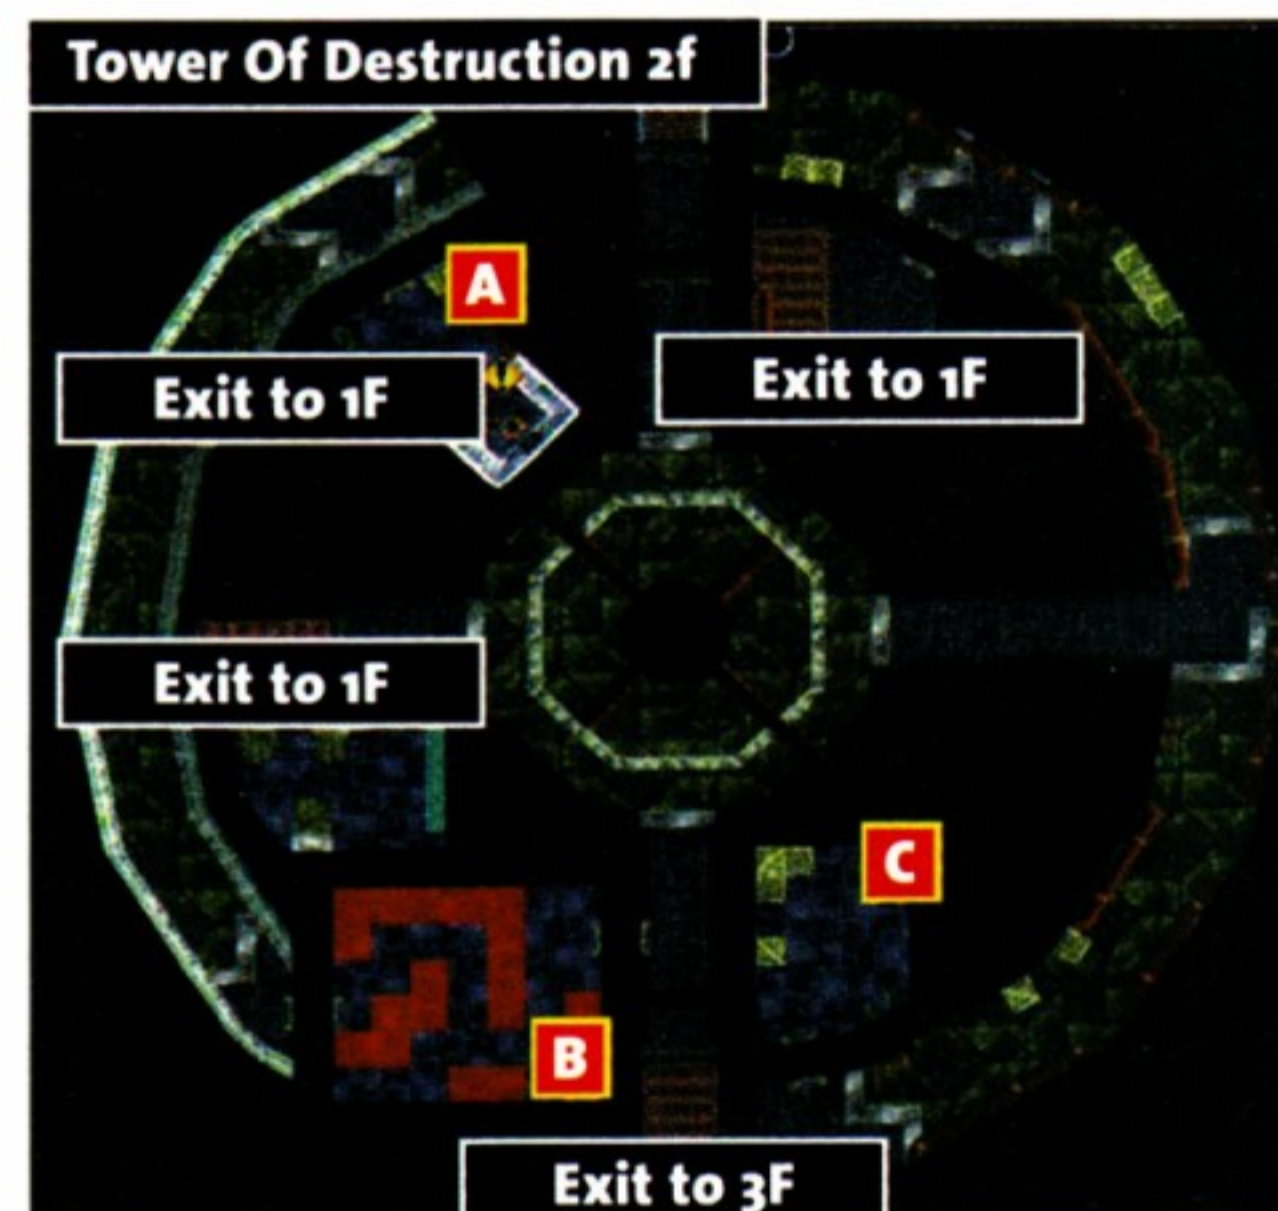 Tower Of Destruction 2f
A
Exit to 1F
Exit to 1F
Exit to 1F
C
B
Exit to 3F